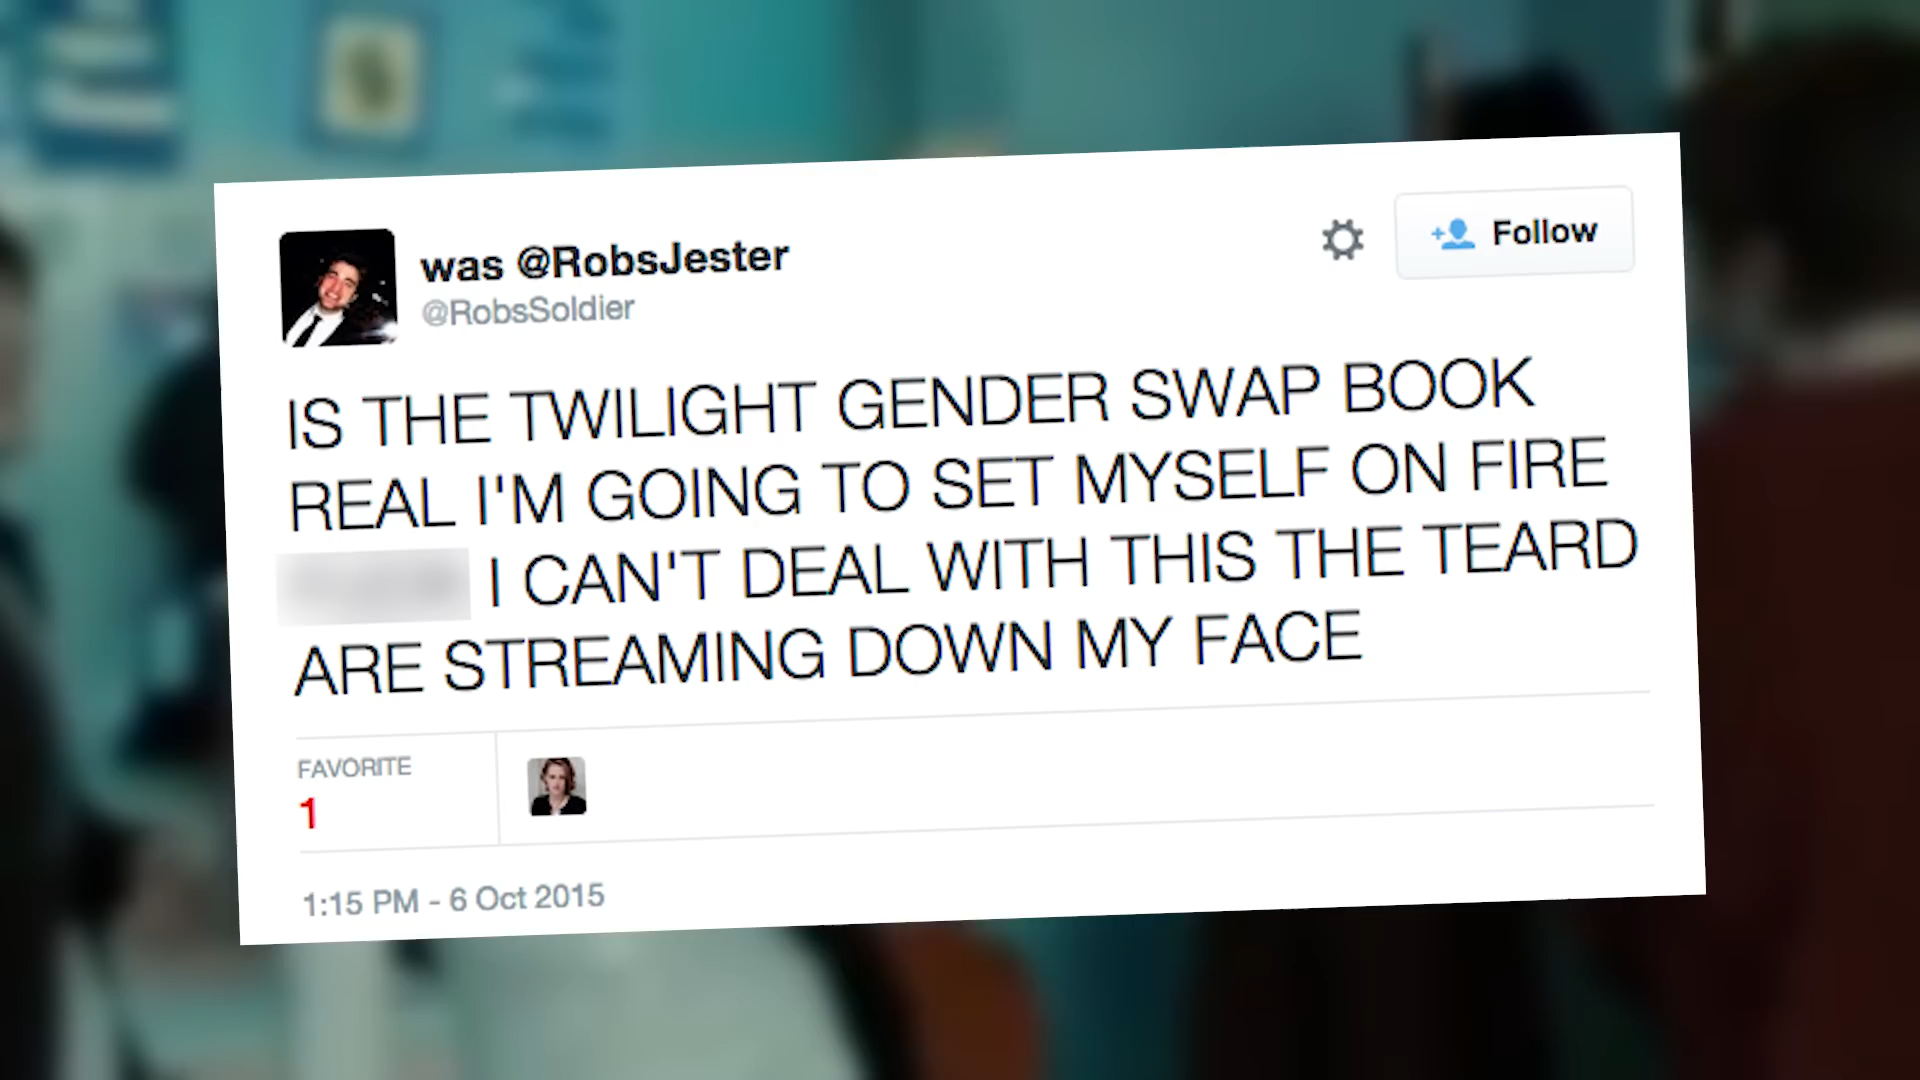 was @RobsJester
@RobsSoldier
Follow
IS THE TWILIGHT GENDER SWAP BOOK
REAL I'M GOING TO SET MYSELF ON FIRE
I CAN'T DEAL WITH THIS THE TEARD
ARE STREAMING DOWN MY FACE
FAVORITE
1
1:15 PM - 6 Oct 2015